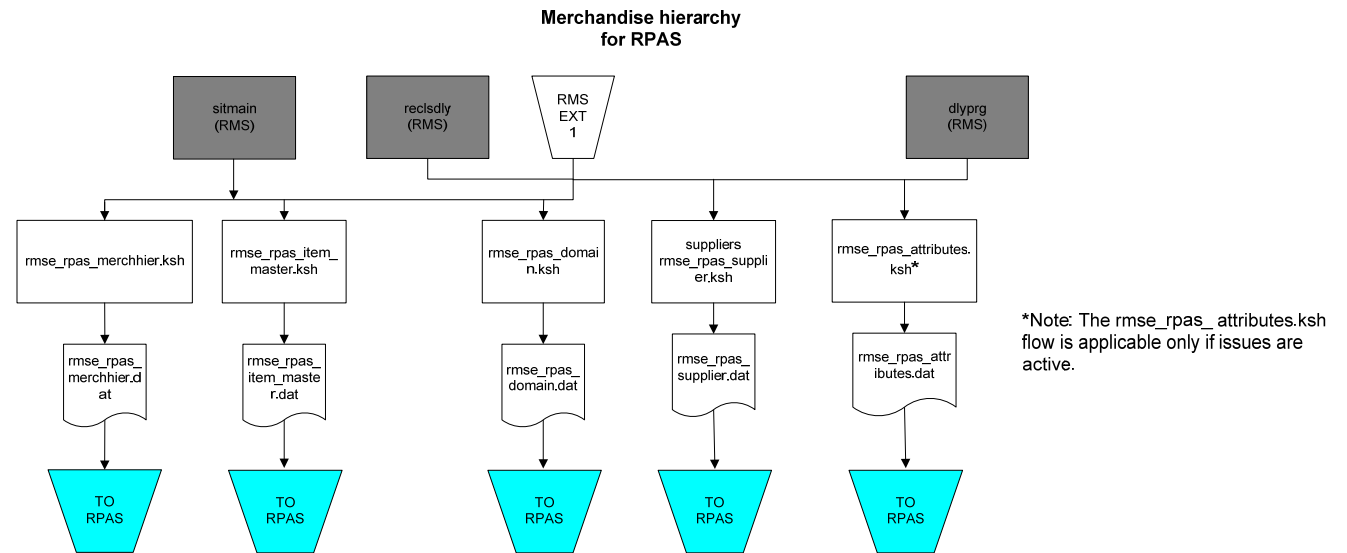 Merchandise hierarchy
for RPAS
sitmain
(RMS)
reclsdly
(RMS)
RMS
EXT
1
dlyprg
(RMS)
rmse_rpas_merchhier.ksh
rmse_rpas_item_
master.ksh
rmse_rpas_domai
n.ksh
suppliers
rmse_rpas_suppli
er.ksh
rmse_rpas_attributes.
ksh*
*Note: The rmse_rpas_ attributes.ksh
flow is applicable only if issues are
active.
rmse_rpas_
merchhier.d
at
rmse_rpas_
item_maste
r.dat
rmse_rpas_
domain.dat
rmse_rpas_
supplier.dat
rmse_rpas_attr
ibutes.dat
TO
RPAS
TO
RPAS
TO
RPAS
TO
RPAS
TO
RPAS